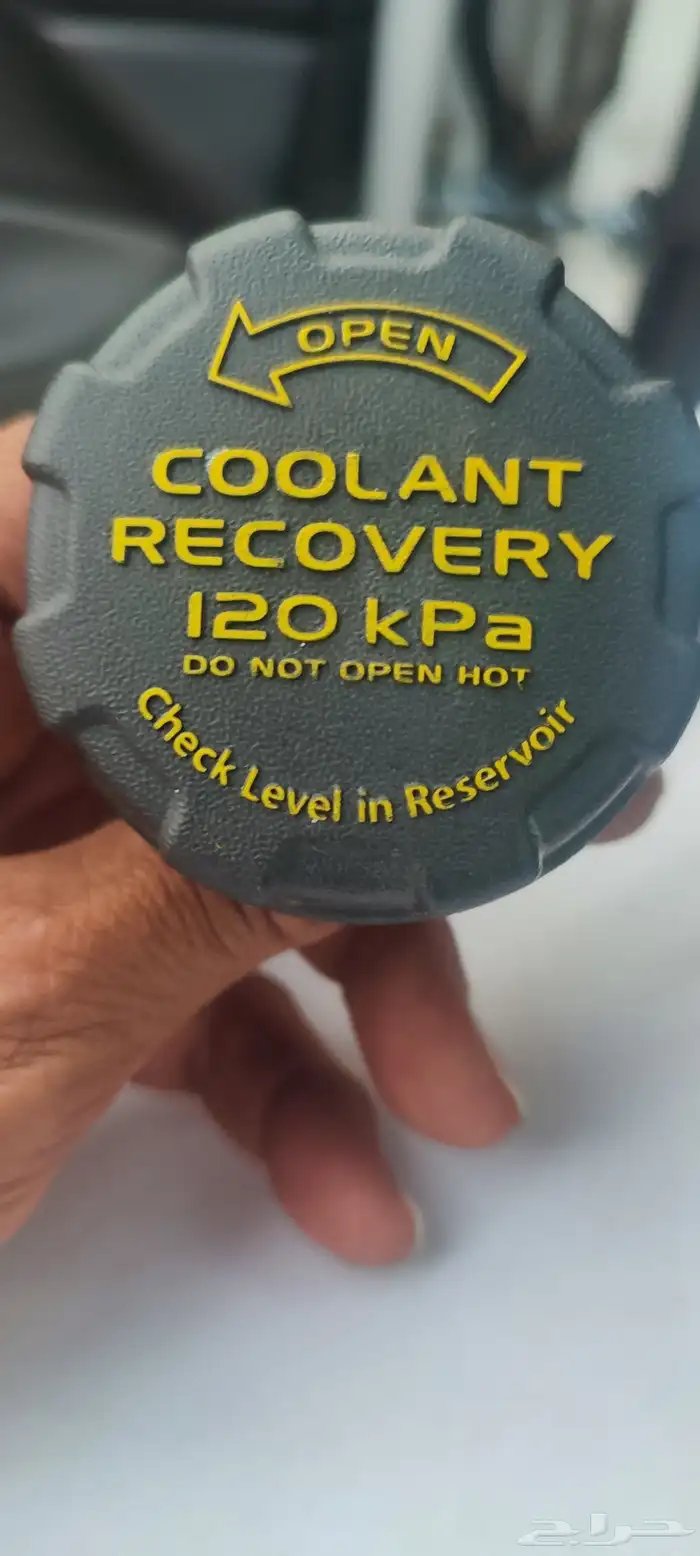 OPEN
COOLANT
RECOVERY
120 kPa
DO NOT OPEN HOT
Check Level in Reservoir
حراج